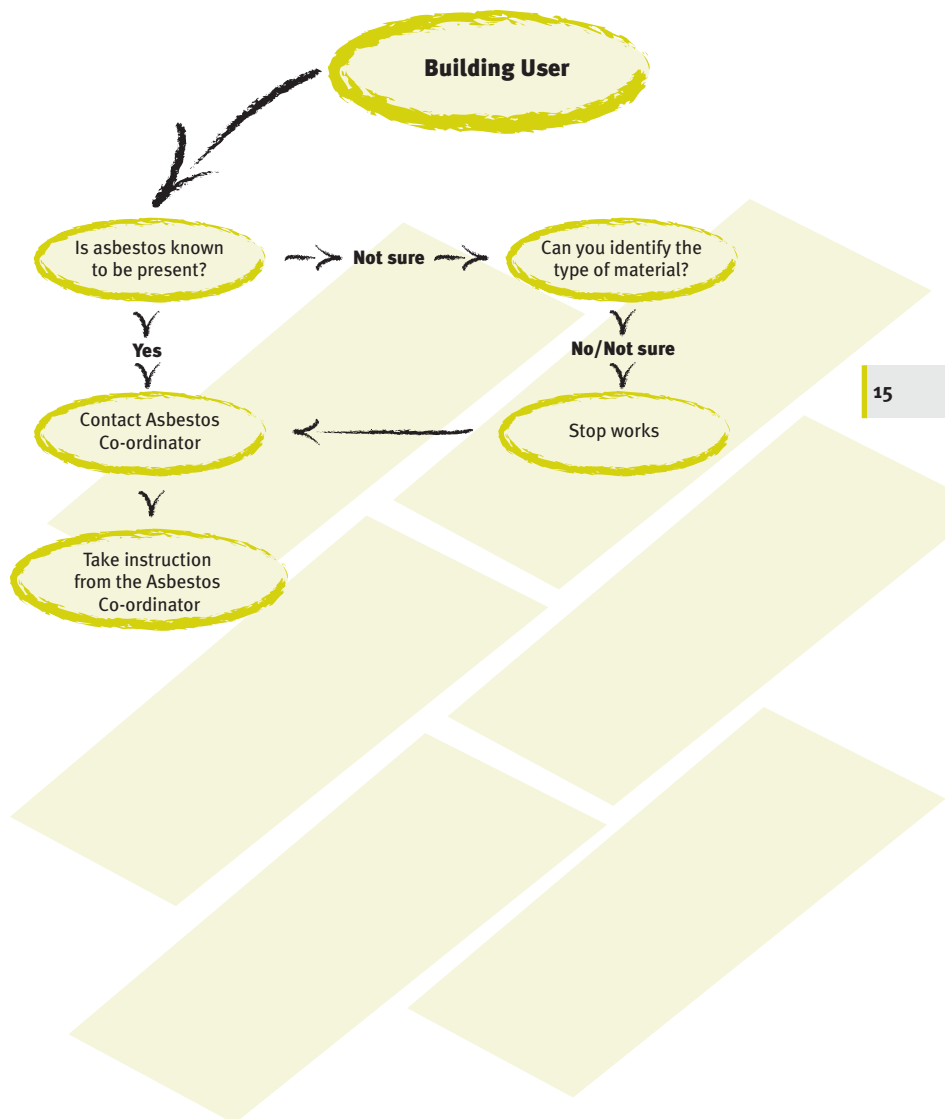 Building User
Is asbestos known
to be present?
Not sure
Can you identify the
type of material?
Yes
No/Not sure
15
Contact Asbestos
Co-ordinator
Stop works
Take instruction
from the Asbestos
Co-ordinator